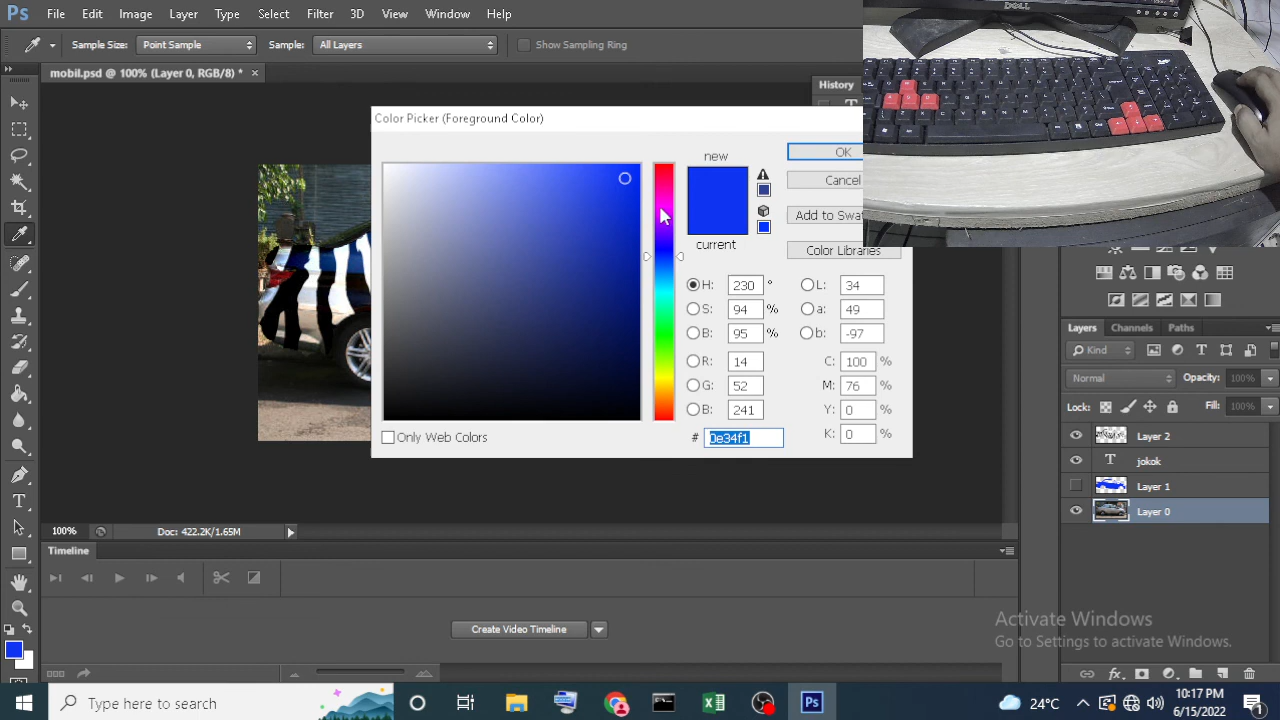 Ps File Edit Image Layer Type Select Filter 3D View Window Help
Sample Size: Point Sample Sample: All Layers Show Sampling Ring
mobil.psd @ 100% (Layer 0, RGB/8) * ×
History
Color Picker (Foreground Color)
new
OK
Cancel
Add to Swat
current
Color Libraries
H: 230 °
S: 94 %
B: 95 %
R: 14
G: 52
B: 241
L: 34
a: 49
b: -97
C: 100 %
M: 76 %
Y: 0 %
K: 0 %
Only Web Colors
# 0e34f1
DELL
Layers Channels Paths
Kind
Normal Opacity: 100%
Lock: Fill: 100%
Layer 2
T jokok
Layer 1
Layer 0
100% Doc: 422.2K/1.65M
Timeline
Create Video Timeline
Activate Windows
Go to Settings to activate Windows.
Type here to search
Ps
24°C
10:17 PM
6/15/2022
1